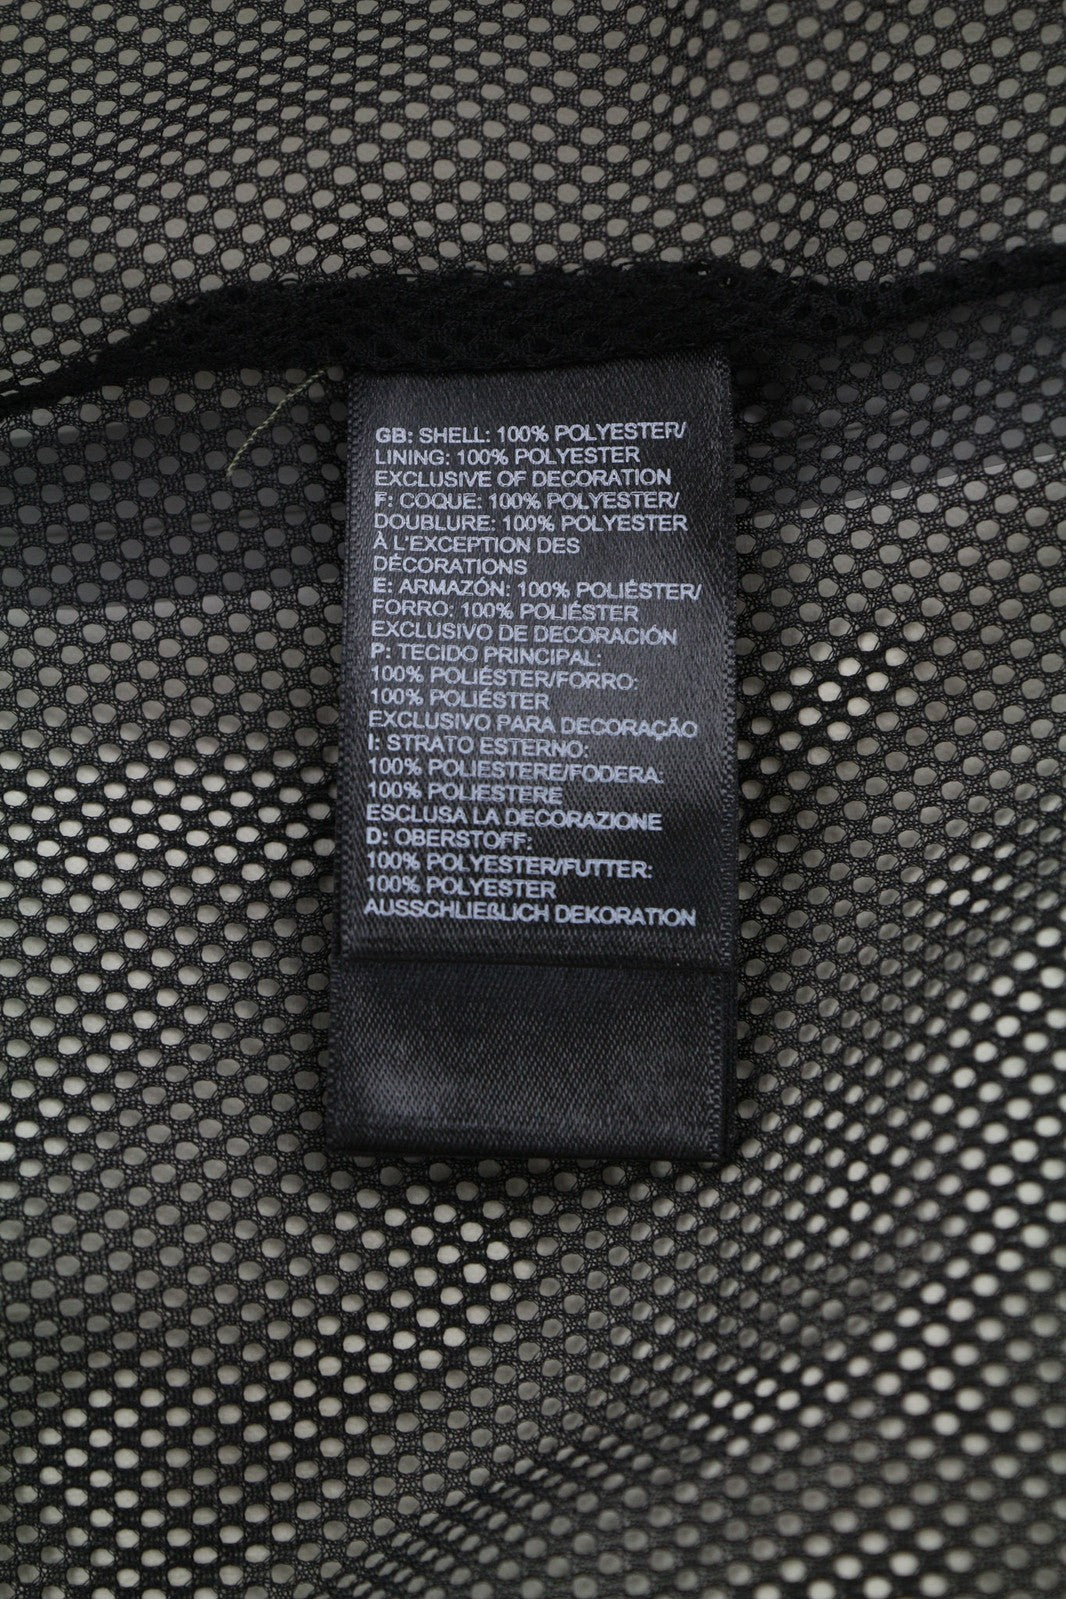 GB: SHELL: 100% POLYESTER/
LINING: 100% POLYESTER
EXCLUSIVE OF DECORATION
F: COQUE: 100% POLYESTER/
DOUBLURE: 100% POLYESTER
À L'EXCEPTION DES
DÉCORATIONS
E: ARMAZÓN: 100% POLIÉSTER/
FORRO: 100% POLIÉSTER
EXCLUSIVO DE DECORACIÓN
P: TECIDO PRINCIPAL:
100% POLIÉSTER/FORRO:
100% POLIÉSTER
EXCLUSIVO PARA DECORAÇÃO
I: STRATO ESTERNO:
100% POLIESTERE/FODERA:
100% POLIESTERE
ESCLUSA LA DECORAZIONE
D: OBERSTOFF:
100% POLYESTER/FUTTER:
100% POLYESTER
AUSSCHLIEßLICH DEKORATION